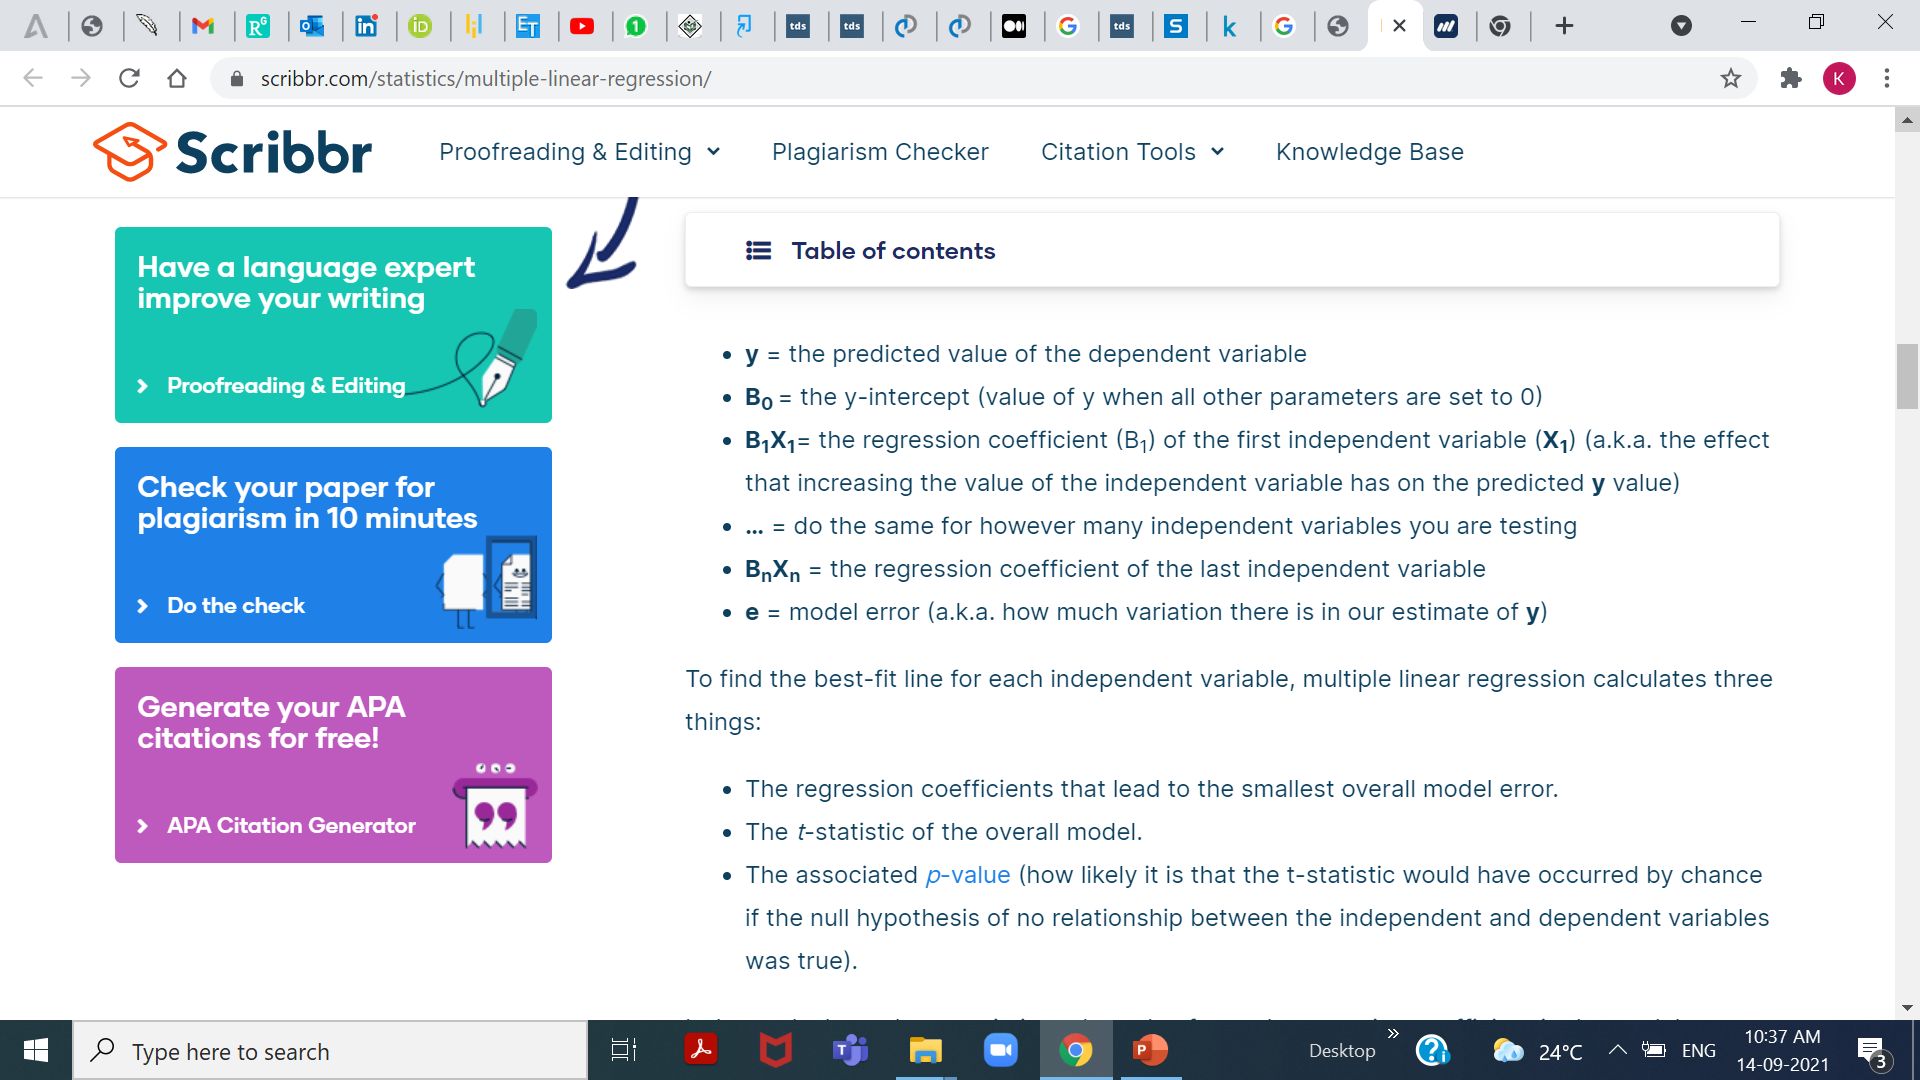 scribbr.com/statistics/multiple-linear-regression/
K
Scribbr
Proofreading & Editing
Plagiarism Checker
Citation Tools
Knowledge Base
Have a language expert
improve your writing
Proofreading & Editing
Check your paper for
plagiarism in 10 minutes
Do the check
Generate your APA
citations for free!
APA Citation Generator
Table of contents
• y = the predicted value of the dependent variable
• B₀ = the y-intercept (value of y when all other parameters are set to 0)
• B₁X₁= the regression coefficient (B₁) of the first independent variable (X₁) (a.k.a. the effect
that increasing the value of the independent variable has on the predicted y value)
• ... = do the same for however many independent variables you are testing
• BₙXₙ = the regression coefficient of the last independent variable
• e = model error (a.k.a. how much variation there is in our estimate of y)
To find the best-fit line for each independent variable, multiple linear regression calculates three
things:
• The regression coefficients that lead to the smallest overall model error.
• The t-statistic of the overall model.
• The associated p-value (how likely it is that the t-statistic would have occurred by chance
if the null hypothesis of no relationship between the independent and dependent variables
was true).
Type here to search
Desktop
24°C
ENG
10:37 AM
14-09-2021
3